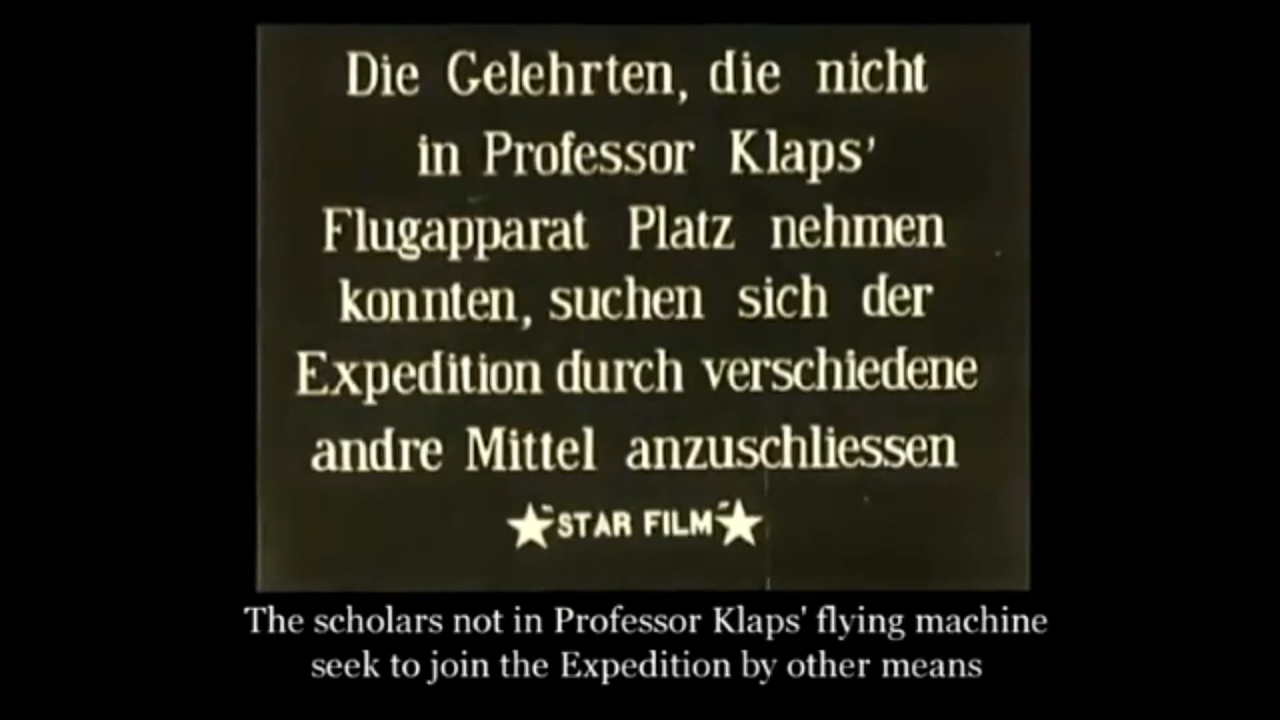 Die Gelehrten, die nicht
in Professor Klaps'
Flugapparat Platz nehmen
konnten, suchen sich der
Expedition durch verschiedene
andre Mittel anzuschliessen
★STAR FILM★
The scholars not in Professor Klaps' flying machine
seek to join the Expedition by other means